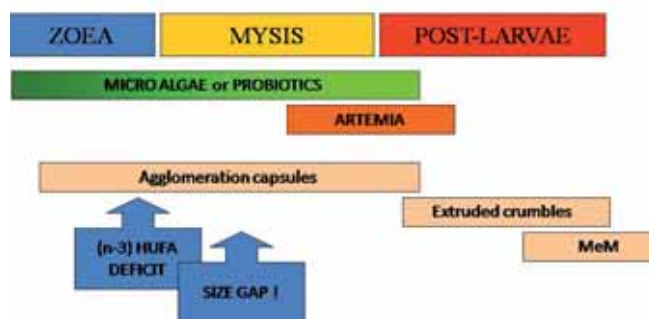 ZOEA
MYSIS
POST-LARVAE
MICRO ALGAE or PROBIOTICS
ARTEMIA
Agglomeration capsules
Extruded crumbles
MeM
(n-3) HUFA
DEFICIT
SIZE GAP !